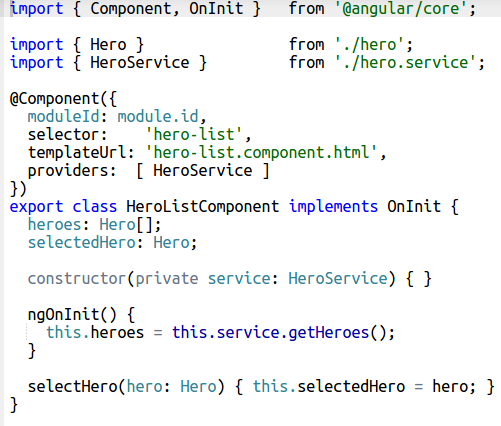 import { Component, OnInit }   from '@angular/core';

import { Hero }                from './hero';
import { HeroService }         from './hero.service';

@Component({
  moduleId: module.id,
  selector:    'hero-list',
  templateUrl: 'hero-list.component.html',
  providers:  [ HeroService ]
})
export class HeroListComponent implements OnInit {
  heroes: Hero[];
  selectedHero: Hero;

  constructor(private service: HeroService) { }

  ngOnInit() {
    this.heroes = this.service.getHeroes();
  }

  selectHero(hero: Hero) { this.selectedHero = hero; }
}